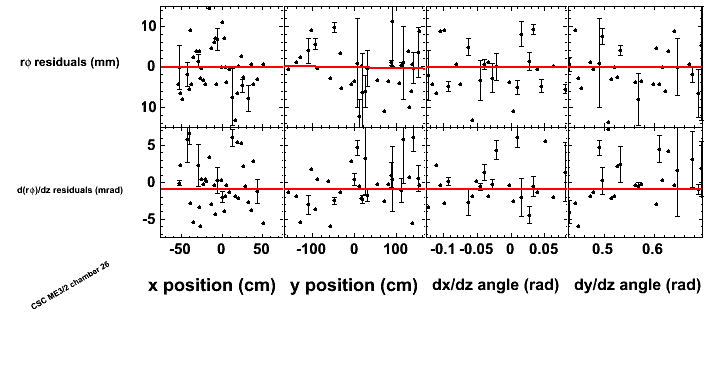 10
rϕ residuals (mm)
0
10
5
d(rϕ)/dz residuals (mrad)
0
-5
-50 0 50 -100 0 100 -0.1 -0.05 0 0.05 0.5 0.6
x position (cm) y position (cm) dx/dz angle (rad) dy/dz angle (rad)
CSC ME3/2 chamber 26